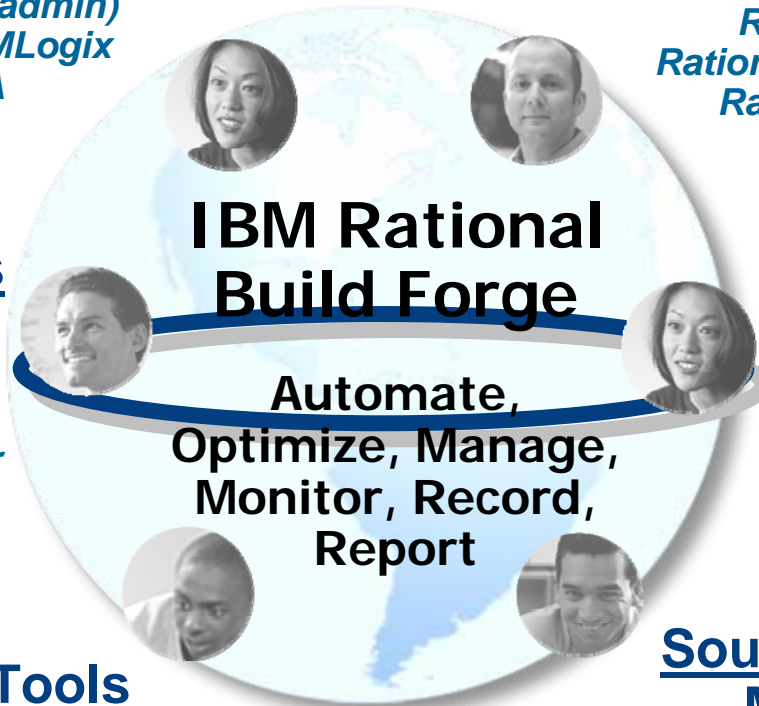 admin)
MLogix
Ration
Ra
IBM Rational
Build Forge
Automate,
Optimize, Manage,
Monitor, Record,
Report
Tools
Sou